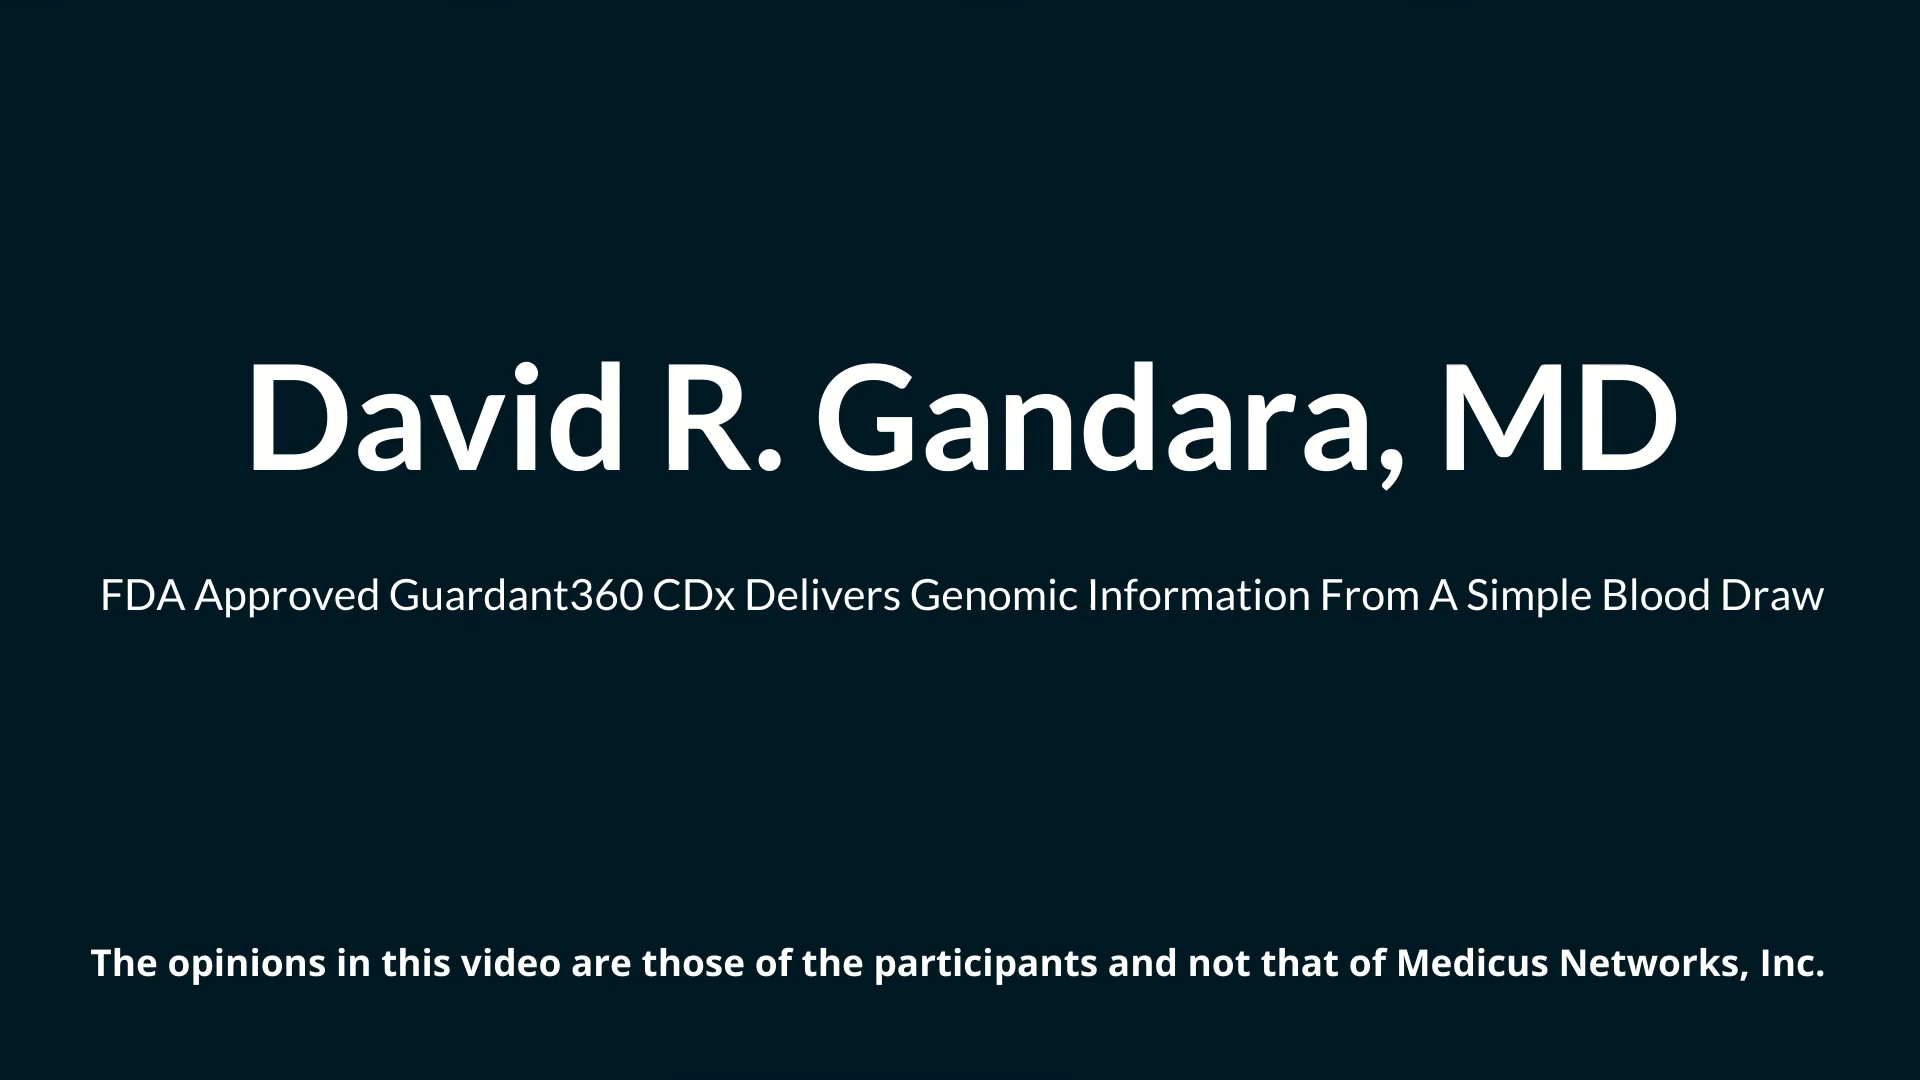 David R. Gandara, MD
FDA Approved Guardant360 CDx Delivers Genomic Information From A Simple Blood Draw
The opinions in this video are those of the participants and not that of Medicus Networks, Inc.